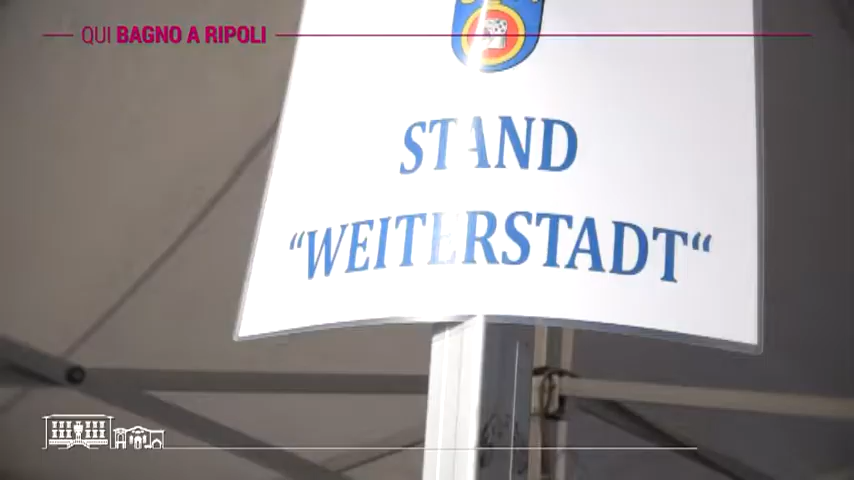 QUI BAGNO A RIPOLI
STAND
“WEITERSTADT“